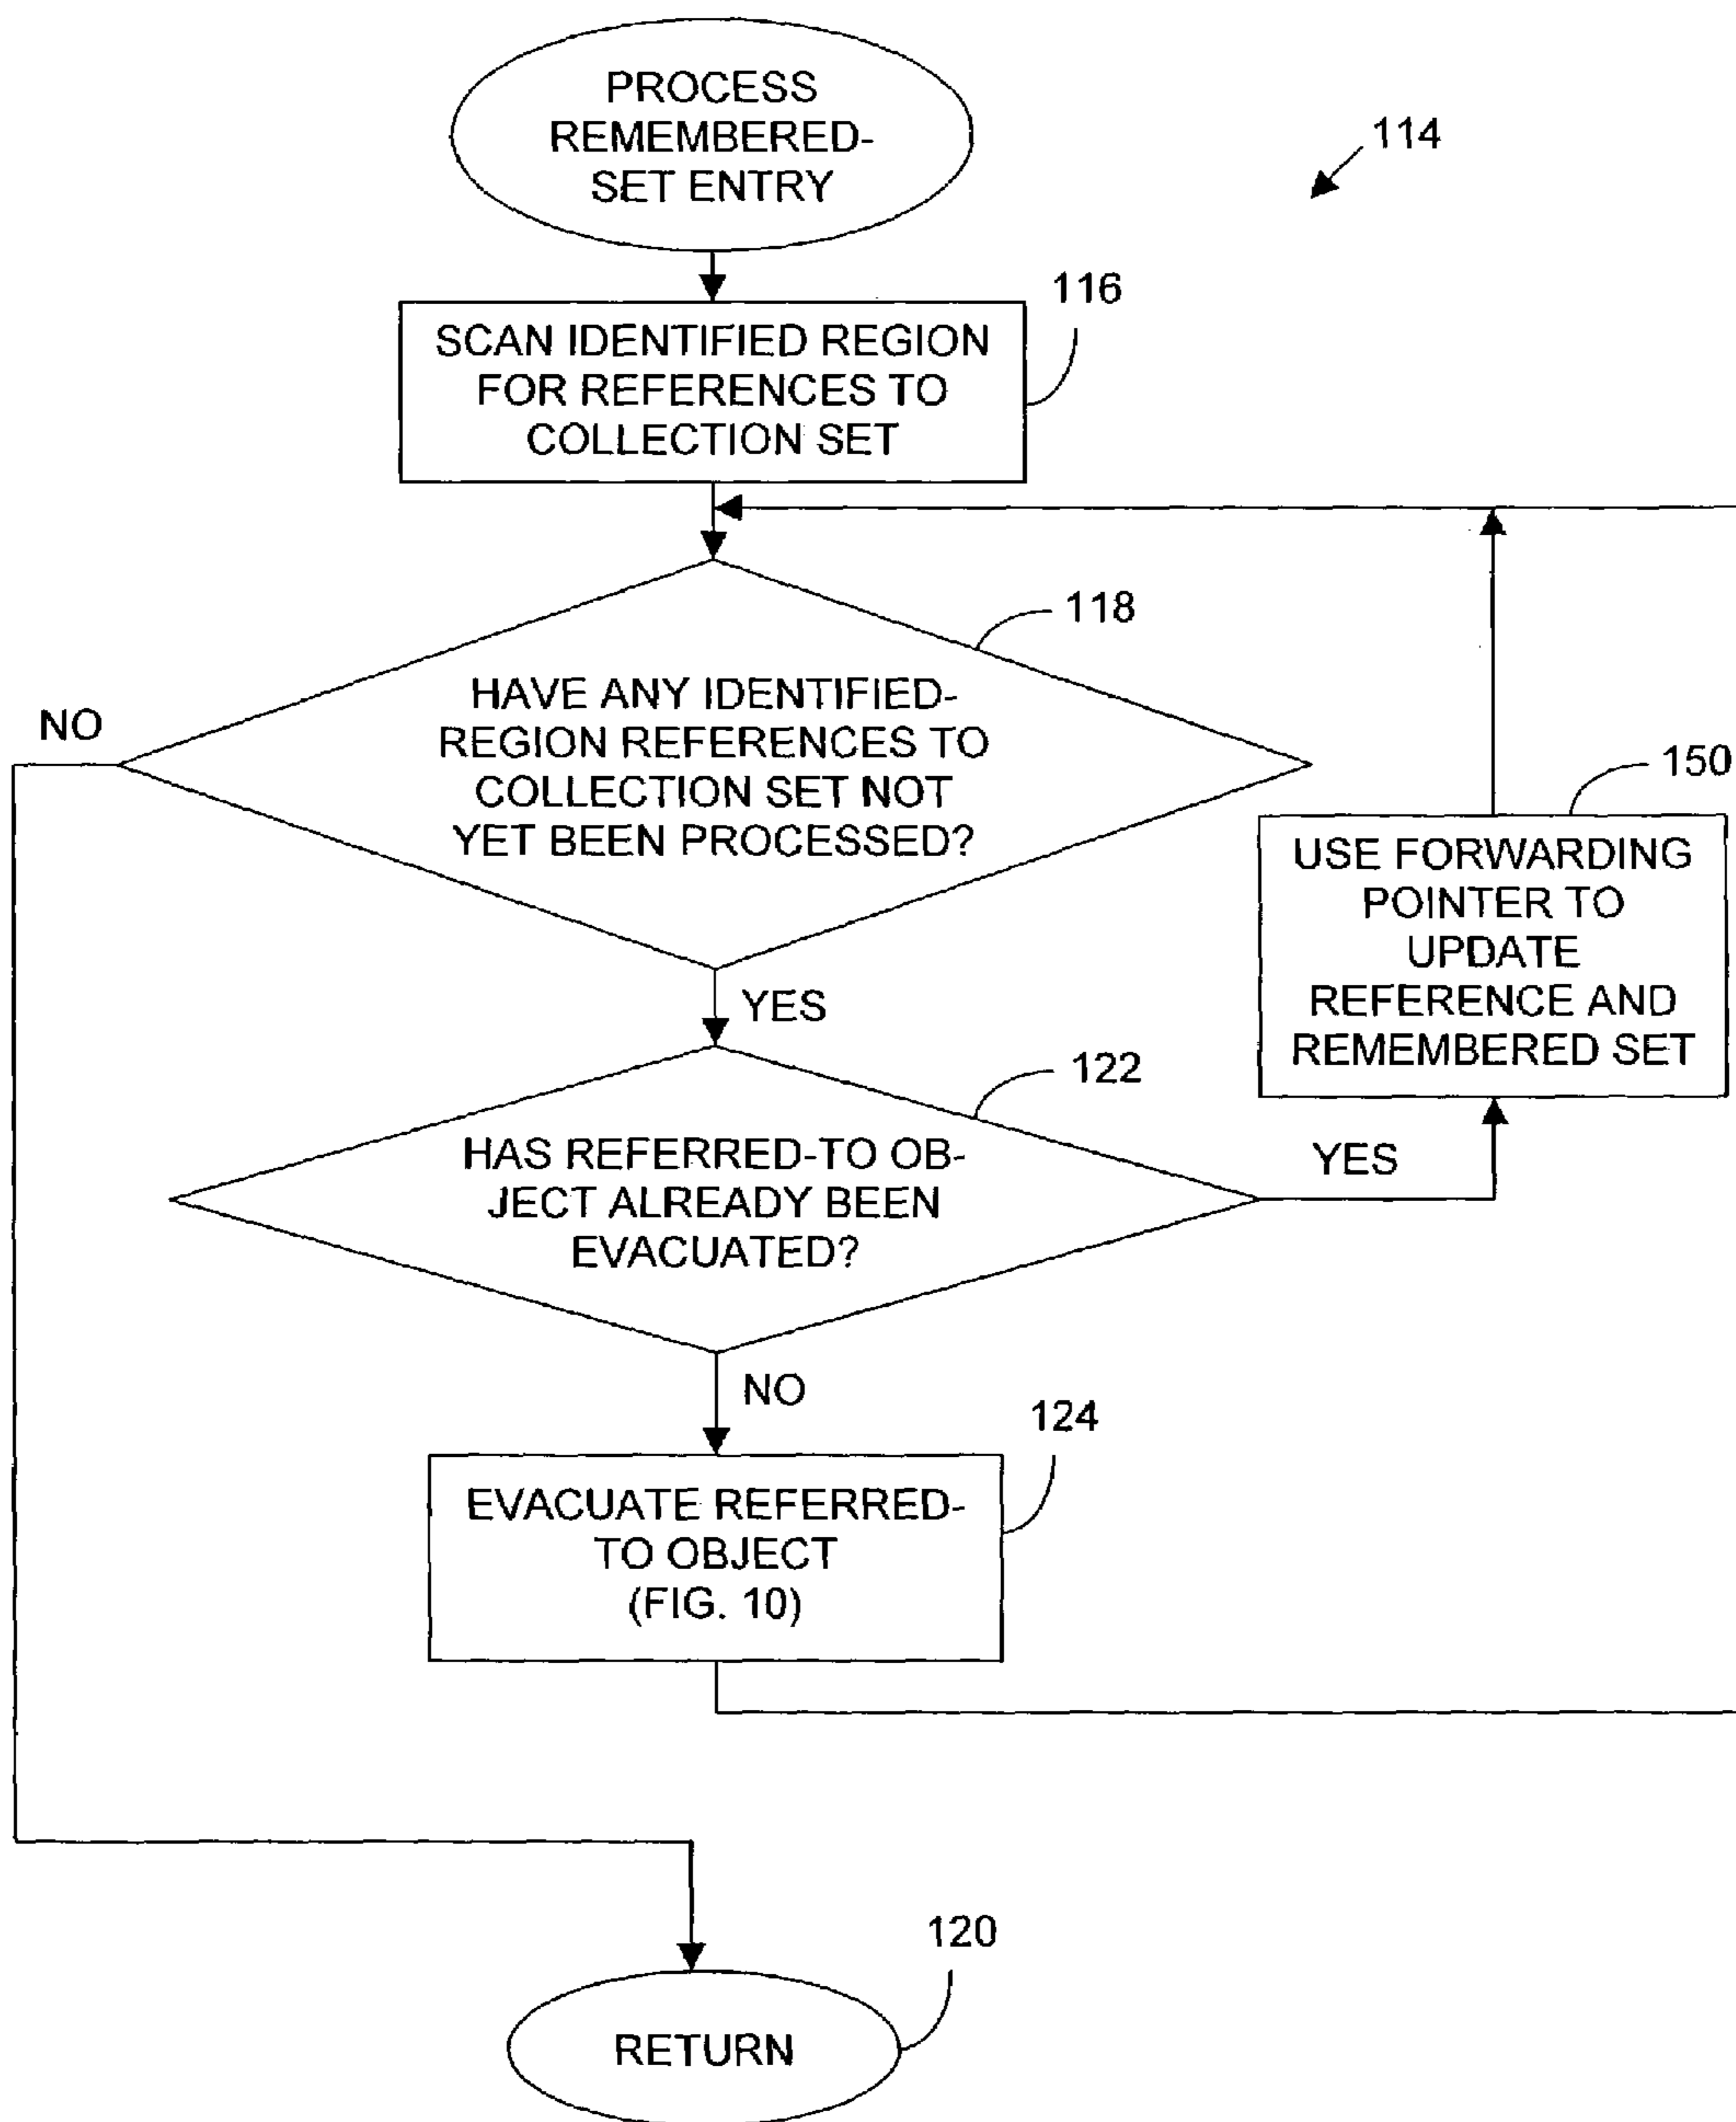 PROCESS
REMEMBERED-
SET ENTRY
114
116
SCAN IDENTIFIED REGION
FOR REFERENCES TO
COLLECTION SET
118
HAVE ANY IDENTIFIED-
REGION REFERENCES TO
COLLECTION SET NOT
YET BEEN PROCESSED?
NO
150
USE FORWARDING
POINTER TO
UPDATE
REFERENCE AND
REMEMBERED SET
YES
122
HAS REFERRED-TO OB-
JECT ALREADY BEEN
EVACUATED?
YES
NO
124
EVACUATE REFERRED-
TO OBJECT
(FIG. 10)
120
RETURN